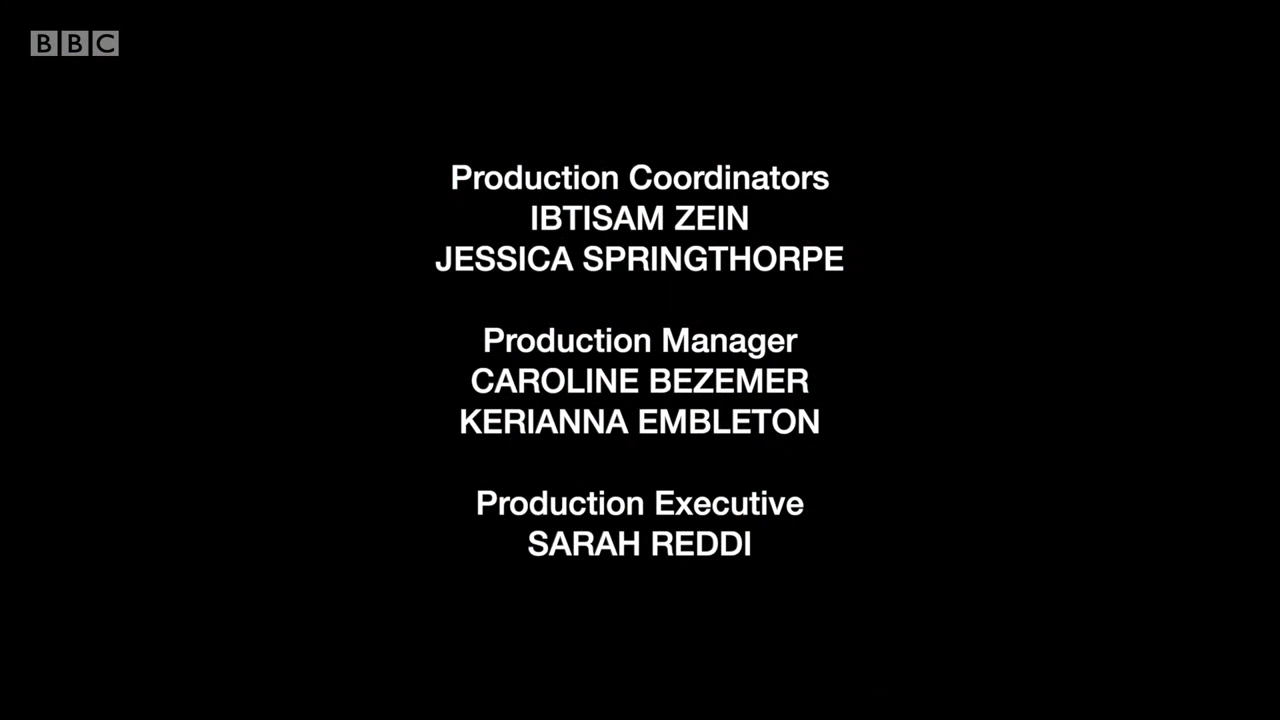 BBC
Production Coordinators
IBTISAM ZEIN
JESSICA SPRINGTHORPE
Production Manager
CAROLINE BEZEMER
KERIANNA EMBLETON
Production Executive
SARAH REDDI